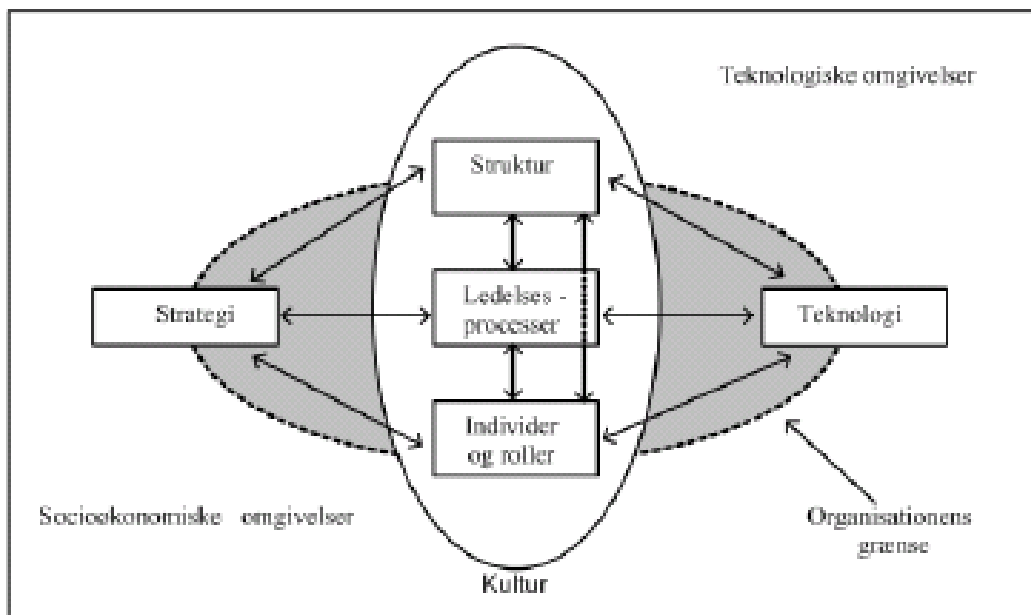 Teknologiske omgivelser
Struktur
Strategi
Ledelses -
processer
Teknologi
Individer
og roller
Socioøkonomiske omgivelser
Organisationens
grænse
Kultur